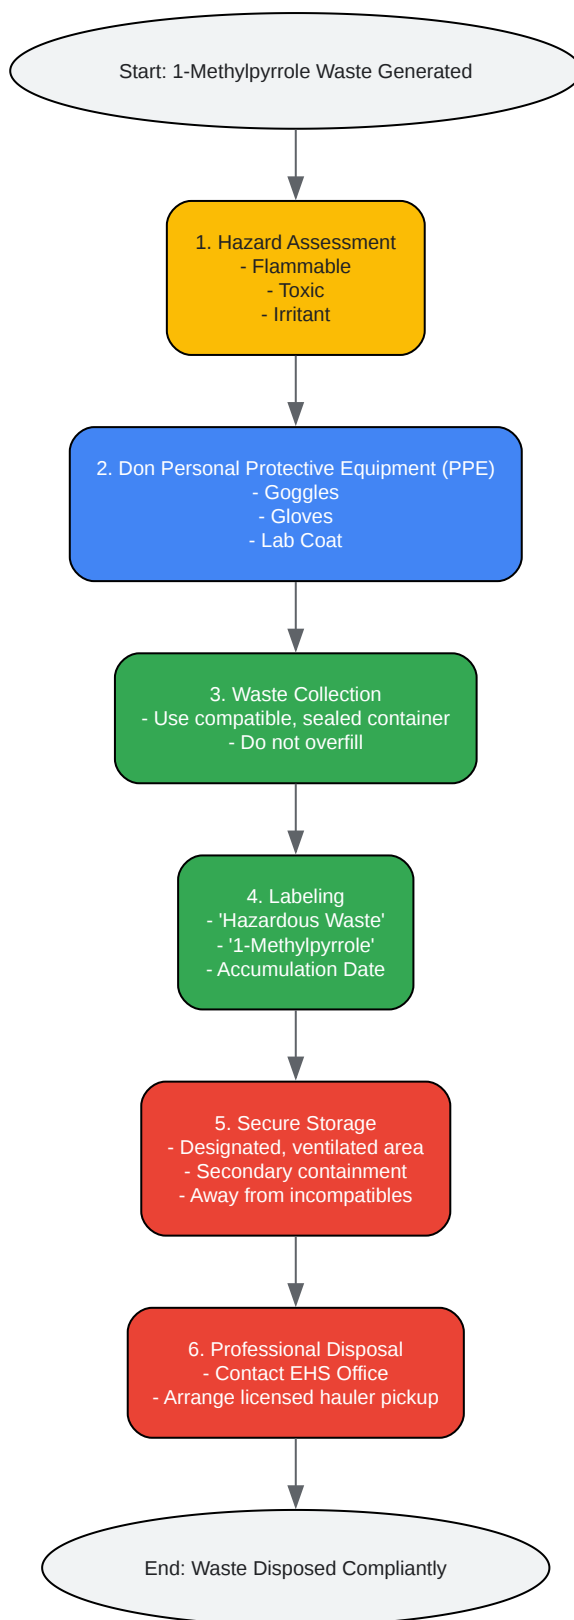 Start: 1-Methylpyrrole Waste Generated
1. Hazard Assessment
- Flammable
- Toxic
- Irritant
2. Don Personal Protective Equipment (PPE)
- Goggles
- Gloves
- Lab Coat
3. Waste Collection
- Use compatible, sealed container
- Do not overfill
4. Labeling
- 'Hazardous Waste'
- '1-Methylpyrrole'
- Accumulation Date
5. Secure Storage
- Designated, ventilated area
- Secondary containment
- Away from incompatibles
6. Professional Disposal
- Contact EHS Office
- Arrange licensed hauler pickup
End: Waste Disposed Compliantly